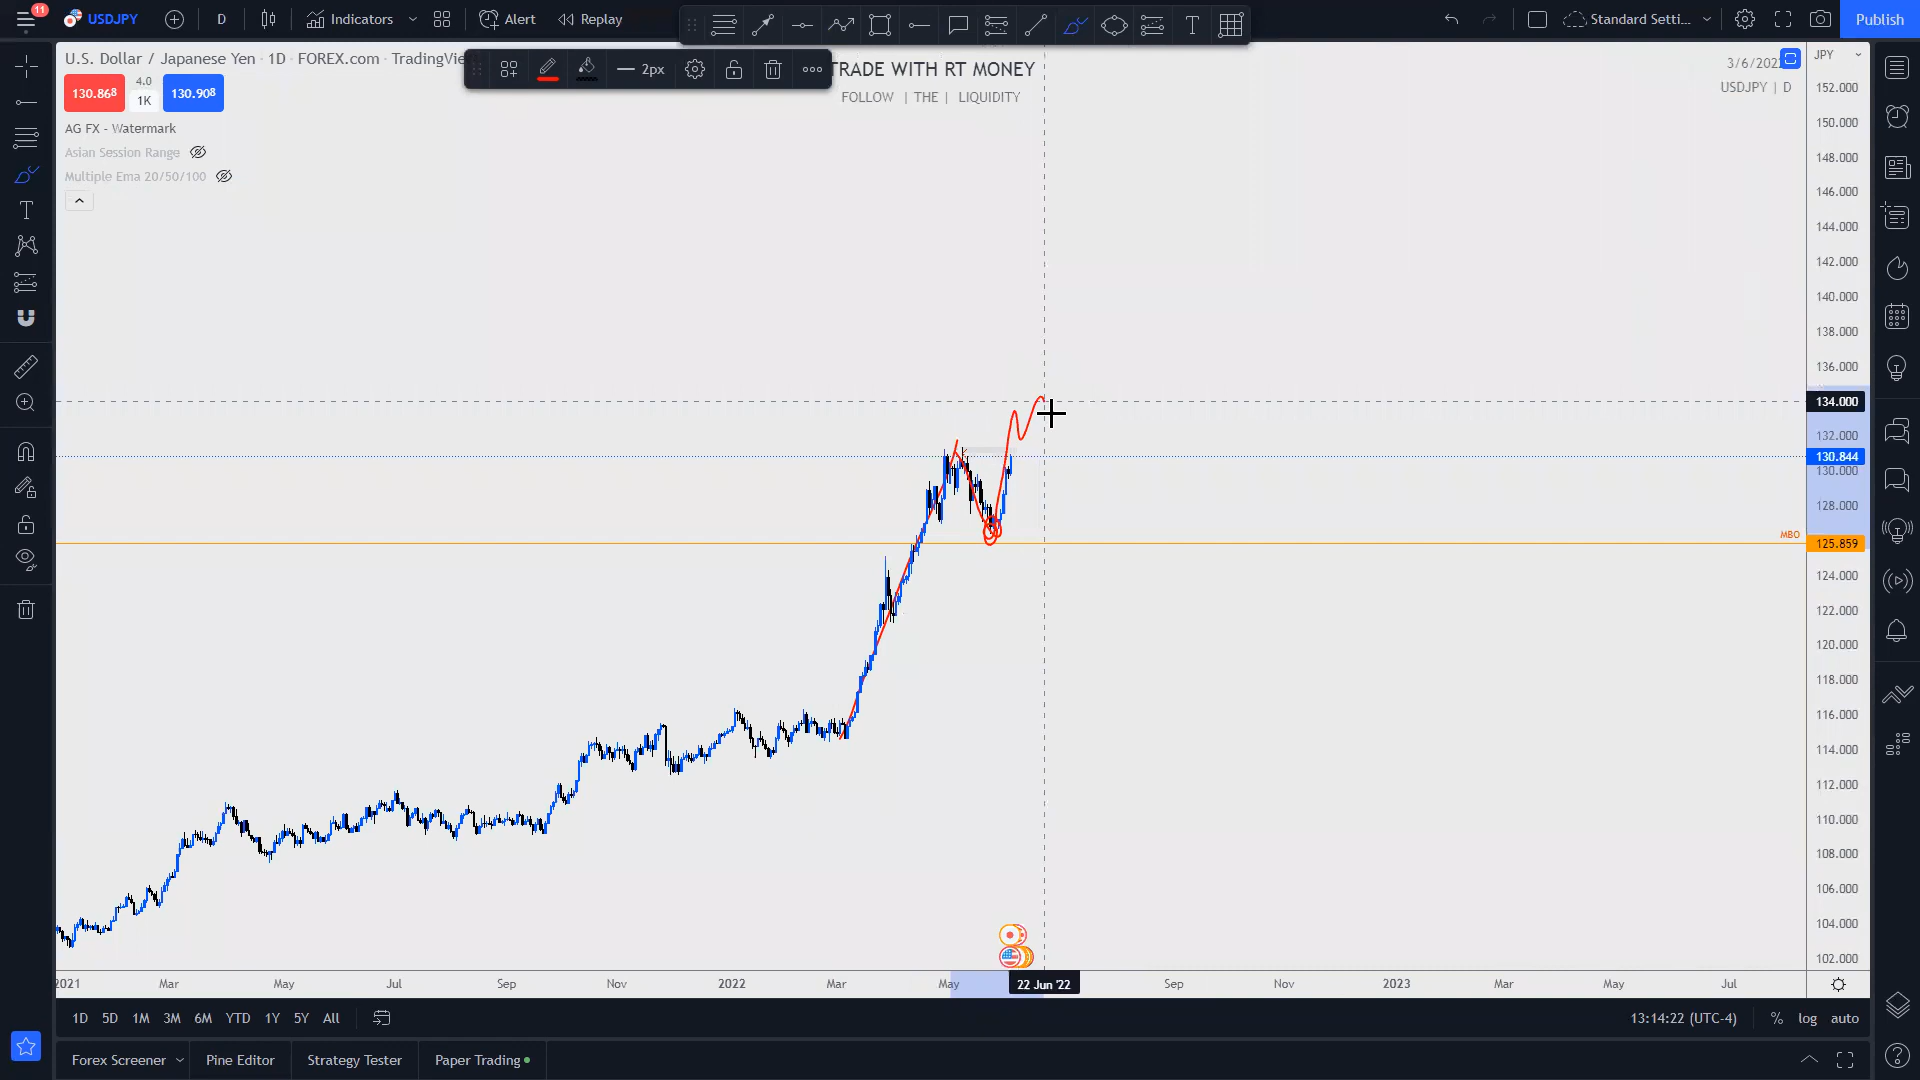 11
USDJPY
D
Indicators
Alert
Replay
Standard Setti...
Publish
U.S. Dollar / Japanese Yen · 1D · FOREX.com · TradingVie
2px
TRADE WITH RT MONEY
FOLLOW | THE | LIQUIDITY
3/6/202
USDJPY | D
JPY
130.868
4.0
1K
130.908
AG FX - Watermark
Asian Session Range
Multiple Ema 20/50/100
152.000
150.000
148.000
146.000
144.000
142.000
140.000
138.000
136.000
134.000
132.000
130.844
130.000
128.000
MBO
125.859
124.000
122.000
120.000
118.000
116.000
114.000
112.000
110.000
108.000
106.000
104.000
102.000
2021
Mar
May
Jul
Sep
Nov
2022
Mar
May
22 Jun '22
Sep
Nov
2023
Mar
May
Jul
1D
5D
1M
3M
6M
YTD
1Y
5Y
All
13:14:22 (UTC-4)
%
log
auto
Forex Screener
Pine Editor
Strategy Tester
Paper Trading